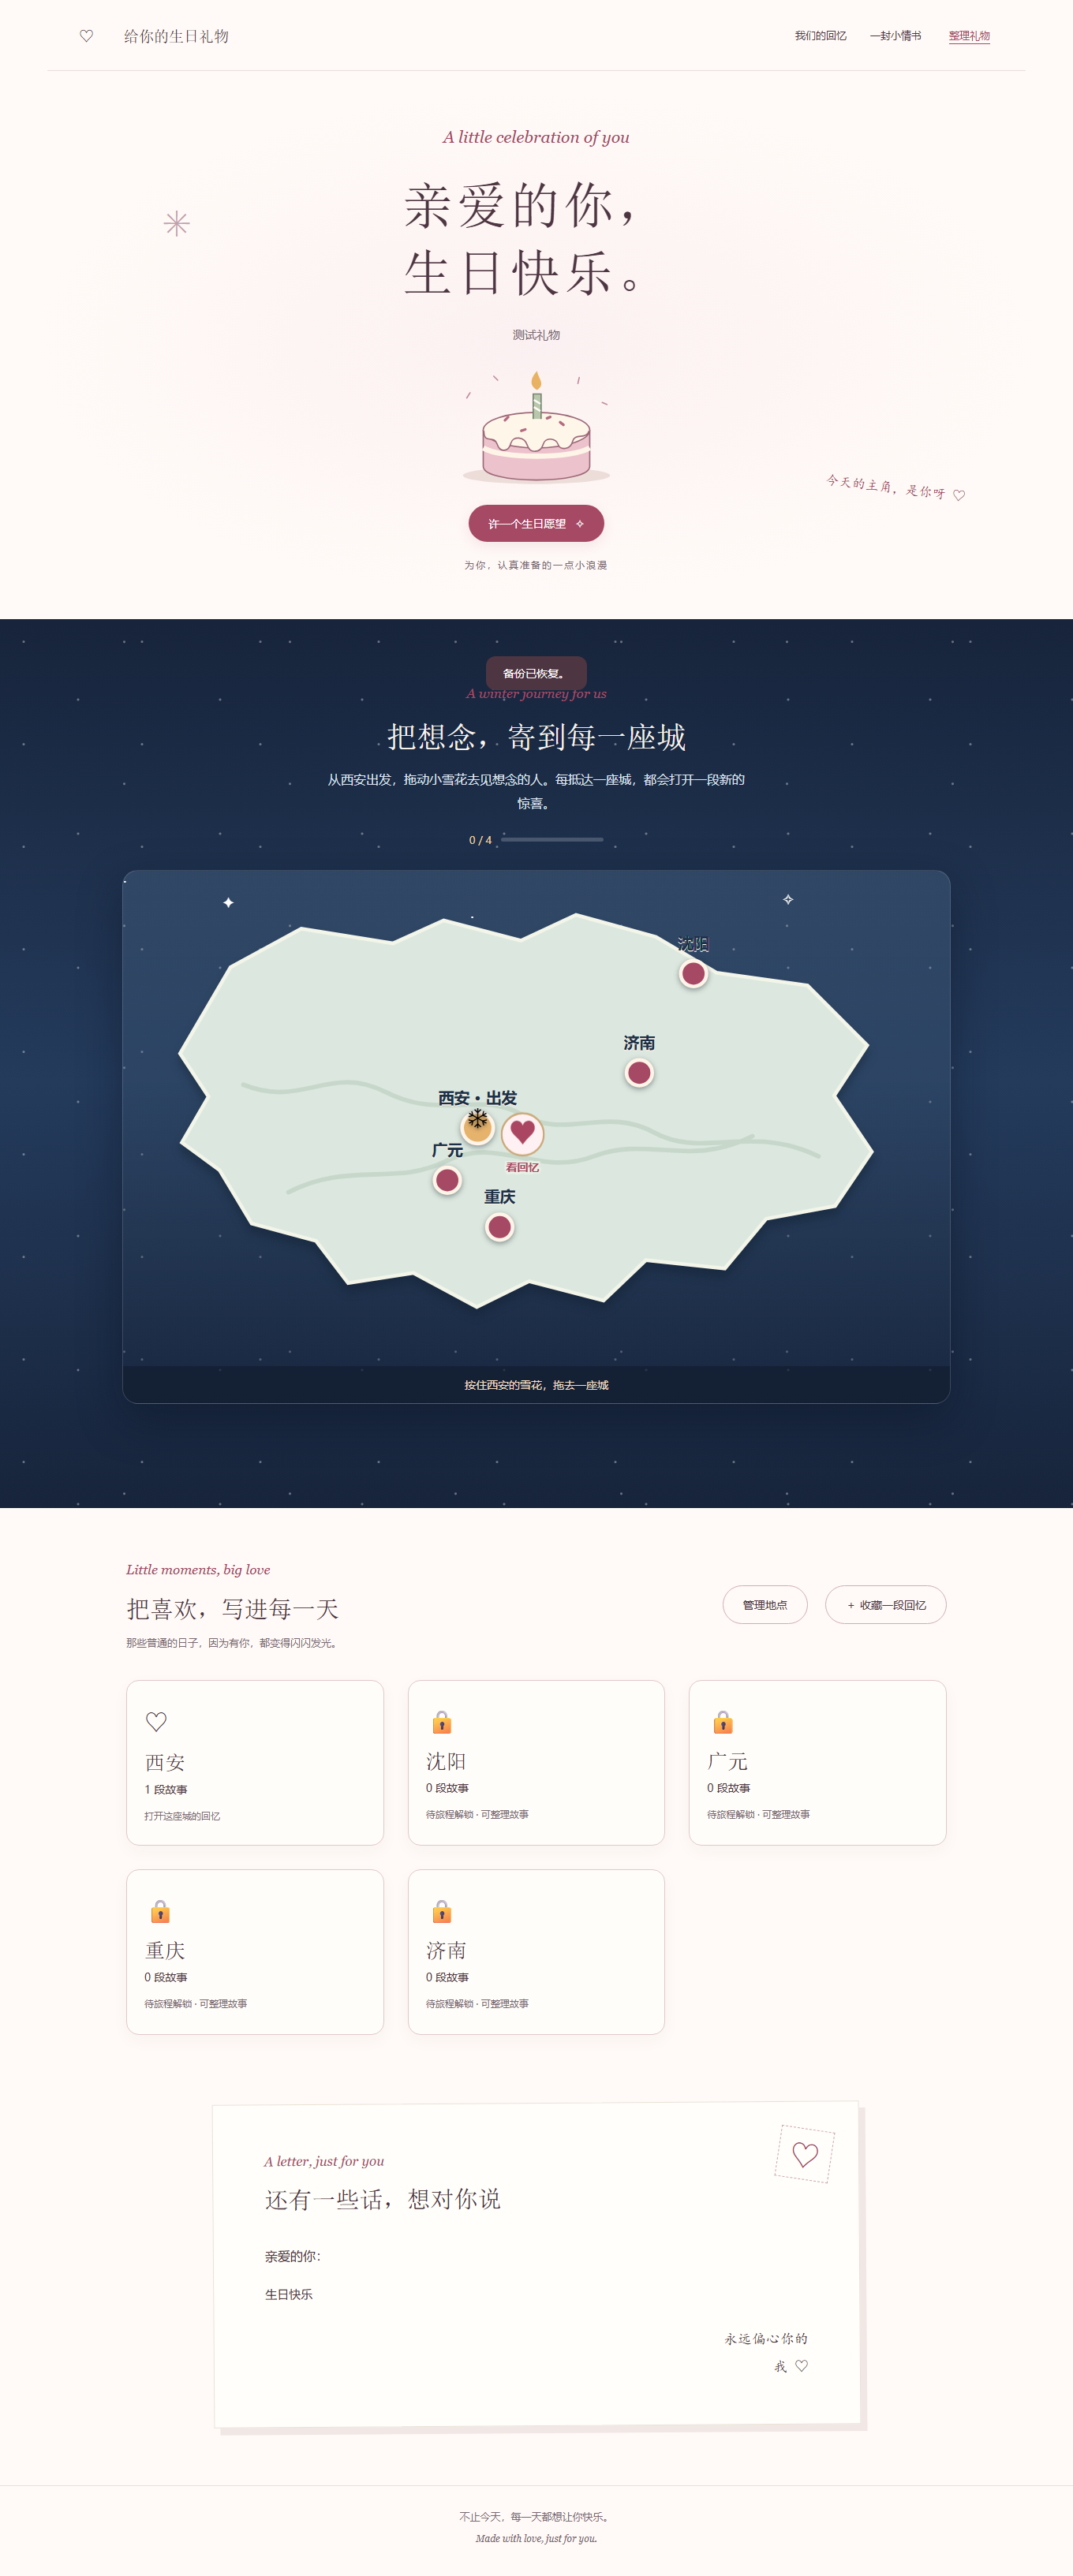 ♡ 给你的生日礼物
我们的回忆 一封小情书 整理礼物
A little celebration of you
亲爱的你，
生日快乐。
测试礼物
今天的主角，是你呀 ♡
许一个生日愿望 ✧
为你，认真准备的一点小浪漫
备份已恢复。
A winter journey for us
把想念，寄到每一座城
从西安出发，拖动小雪花去见想念的人。每抵达一座城，都会打开一段新的
惊喜。
0 / 4
沈阳
济南
西安・出发
广元
看回忆
重庆
按住西安的雪花，拖去一座城
Little moments, big love
把喜欢，写进每一天
那些普通的日子，因为有你，都变得闪闪发光。
管理地点
+ 收藏一段回忆
西安
1 段故事
打开这座城的回忆
沈阳
0 段故事
待旅程解锁 · 可整理故事
广元
0 段故事
待旅程解锁 · 可整理故事
重庆
0 段故事
待旅程解锁 · 可整理故事
济南
0 段故事
待旅程解锁 · 可整理故事
A letter, just for you
还有一些话，想对你说
亲爱的你：
生日快乐
永远偏心你的
我 ♡
不止今天，每一天都想让你快乐。
Made with love, just for you.